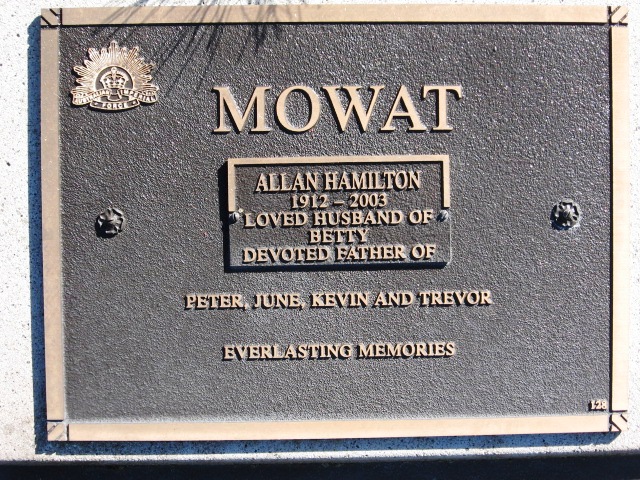 MOWAT
ALLAN HAMILTON
1912 – 2003
LOVED HUSBAND OF
BETTY
DEVOTED FATHER OF
PETER, JUNE, KEVIN AND TREVOR
EVERLASTING MEMORIES
FORCE